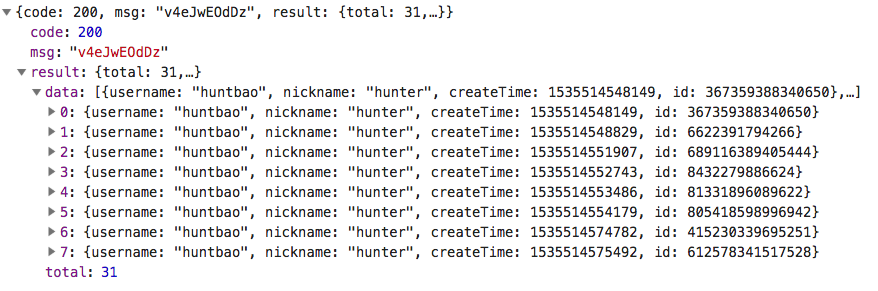 {code: 200, msg: "v4eJwEOdDz", result: {total: 31,…}}
code: 200
msg: "v4eJwEOdDz"
result: {total: 31,…}
data: [{username: "huntbao", nickname: "hunter", createTime: 1535514548149, id: 367359388340650},…]
0: {username: "huntbao", nickname: "hunter", createTime: 1535514548149, id: 367359388340650}
1: {username: "huntbao", nickname: "hunter", createTime: 1535514548829, id: 6622391794266}
2: {username: "huntbao", nickname: "hunter", createTime: 1535514551907, id: 689116389405444}
3: {username: "huntbao", nickname: "hunter", createTime: 1535514552743, id: 8432279886624}
4: {username: "huntbao", nickname: "hunter", createTime: 1535514553486, id: 81331896089622}
5: {username: "huntbao", nickname: "hunter", createTime: 1535514554179, id: 805418598996942}
6: {username: "huntbao", nickname: "hunter", createTime: 1535514574782, id: 415230339695251}
7: {username: "huntbao", nickname: "hunter", createTime: 1535514575492, id: 612578341517528}
total: 31